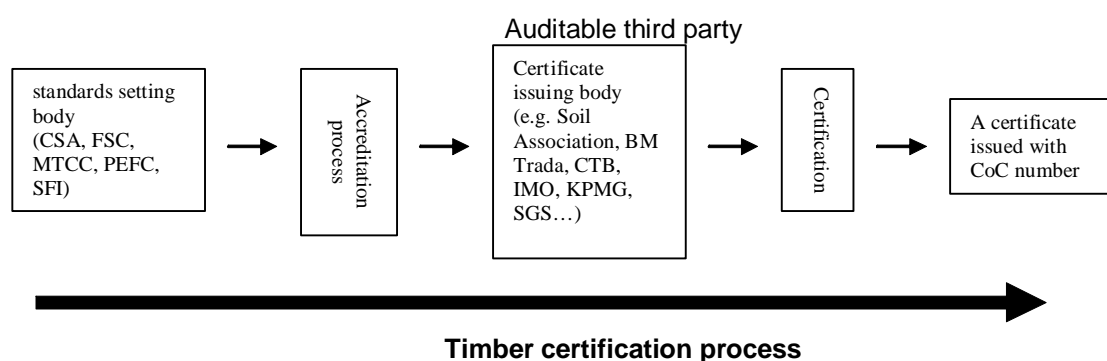 Auditable third party
standards setting
body
(CSA, FSC,
MTCC, PEFC,
SFI)
Accreditation
process
Certificate
issuing body
(e.g. Soil
Association, BM
Trada, CTB,
IMO, KPMG,
SGS…)
Certification
A certificate
issued with
CoC number
Timber certification process